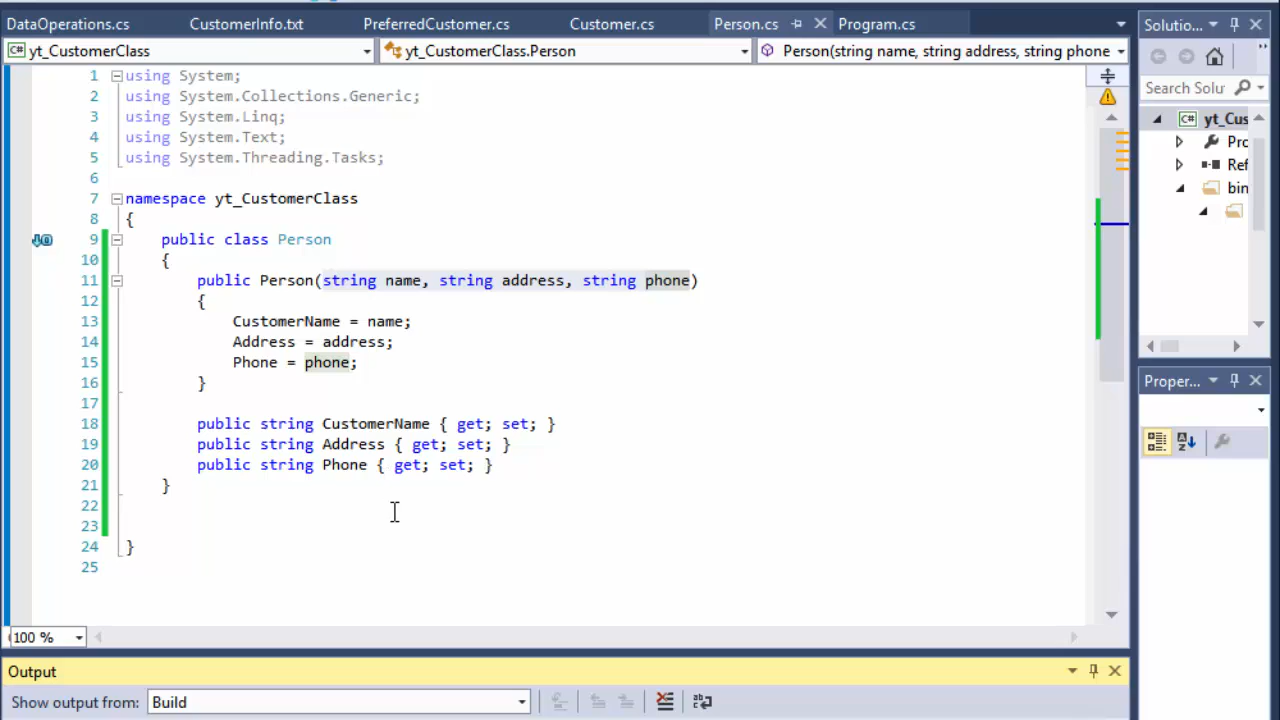 DataOperations.cs CustomerInfo.txt PreferredCustomer.cs Customer.cs Person.cs Program.cs Solutio...
C# yt_CustomerClass yt_CustomerClass.Person Person(string name, string address, string phone
Search Solu
1 using System;
2 using System.Collections.Generic;
3 using System.Linq;
4 using System.Text;
5 using System.Threading.Tasks;
6
7 namespace yt_CustomerClass
8 {
9 public class Person
10 {
11 public Person(string name, string address, string phone)
12 {
13 CustomerName = name;
14 Address = address;
15 Phone = phone;
16 }
17
18 public string CustomerName { get; set; }
19 public string Address { get; set; }
20 public string Phone { get; set; }
21 }
22
23
24 }
25
C# yt_Cus
Pro
Ref
bin
Proper...
100 %
Output
Show output from: Build